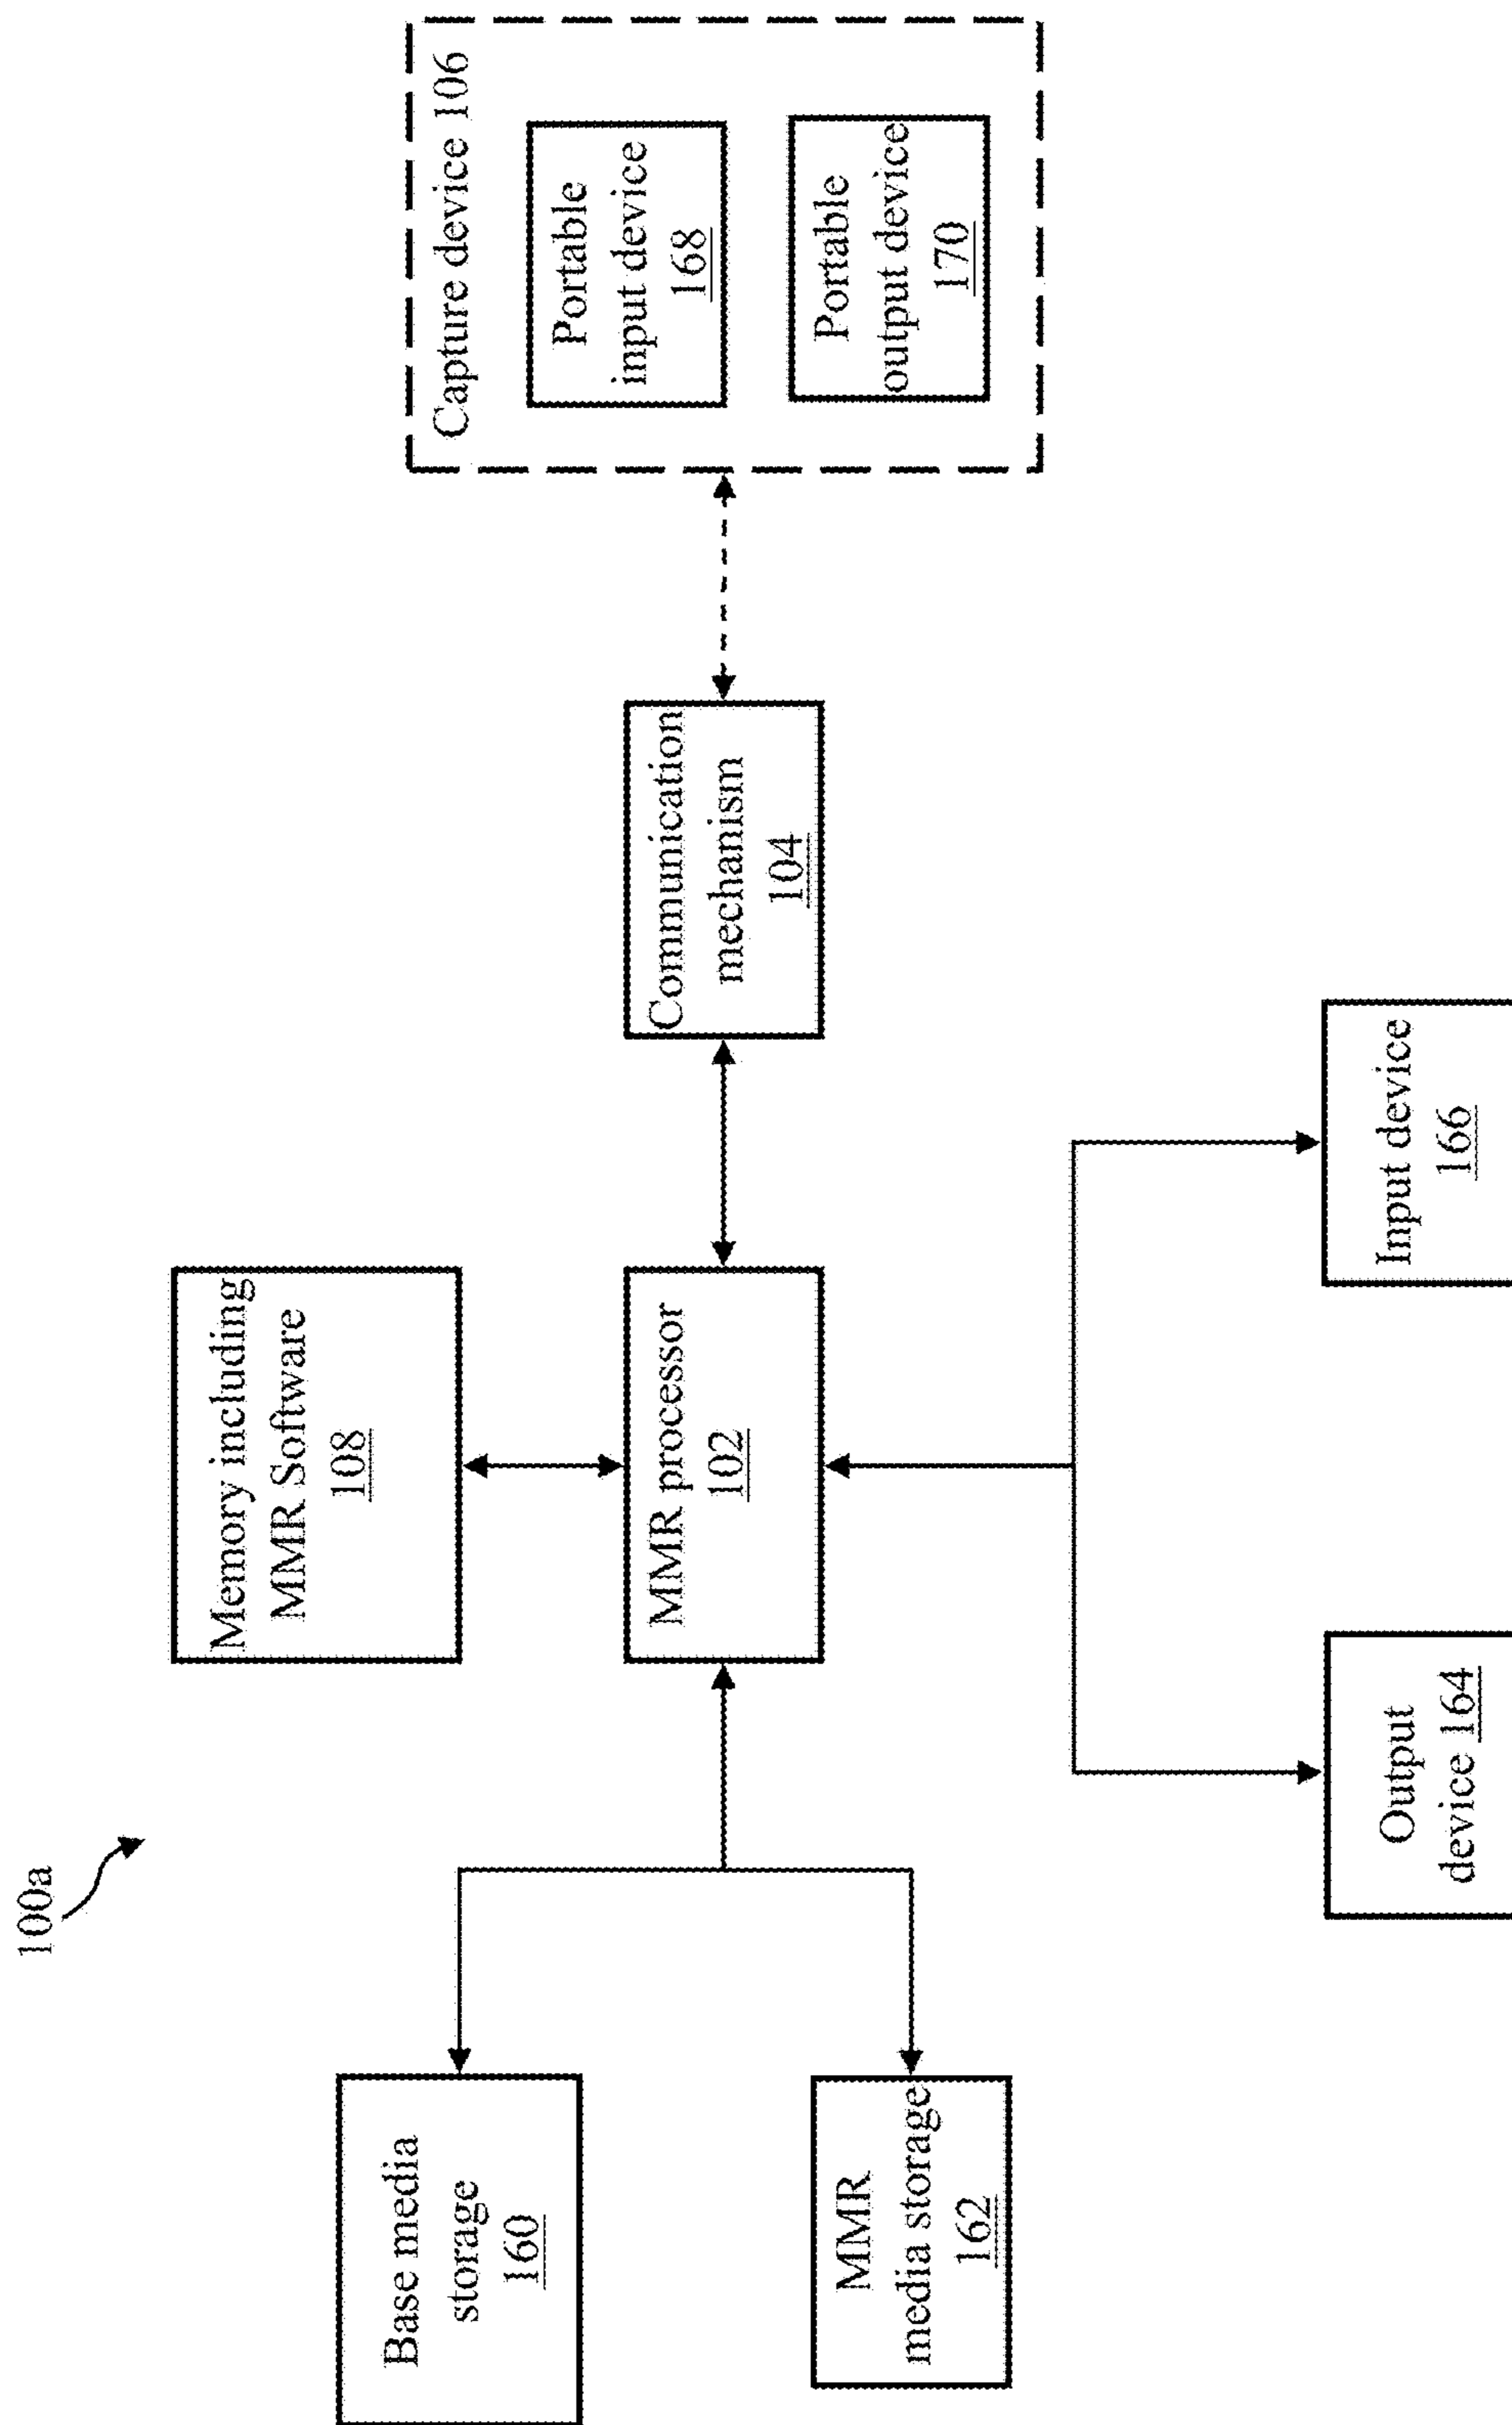 100a
Memory including
MMR Software
108
Capture device 106
Portable
input device
168
Portable
output device
170
Base media
storage
160
MMR processor
102
Communication
mechanism
104
MMR
media storage
162
Output
device 164
Input device
166